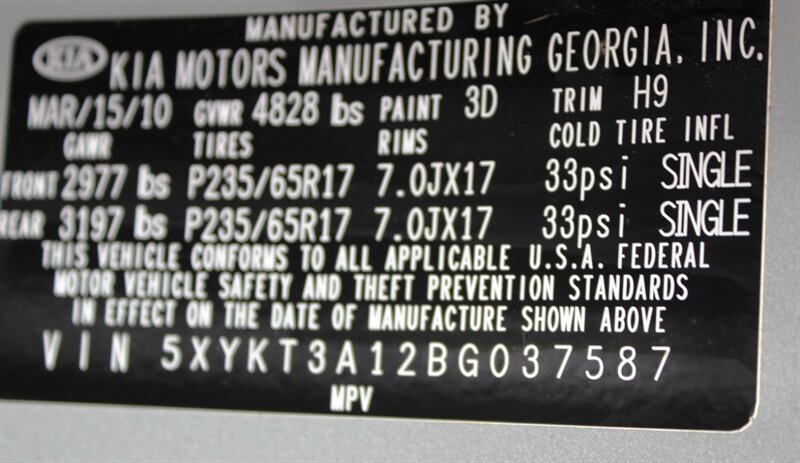 MANUFACTURED BY
KIA KIA MOTORS MANUFACTURING GEORGIA, INC.
MAR/15/10 GVWR 4828 lbs PAINT 3D TRIM H9
GAWR TIRES RIMS COLD TIRE INFL
FRONT 2977 lbs P235/65R17 7.0JX17 33psi SINGLE
REAR 3197 lbs P235/65R17 7.0JX17 33psi SINGLE
THIS VEHICLE CONFORMS TO ALL APPLICABLE U.S.A. FEDERAL
MOTOR VEHICLE SAFETY AND THEFT PREVENTION STANDARDS
IN EFFECT ON THE DATE OF MANUFACTURE SHOWN ABOVE
VIN 5XYKT3A12BG037587
MPV